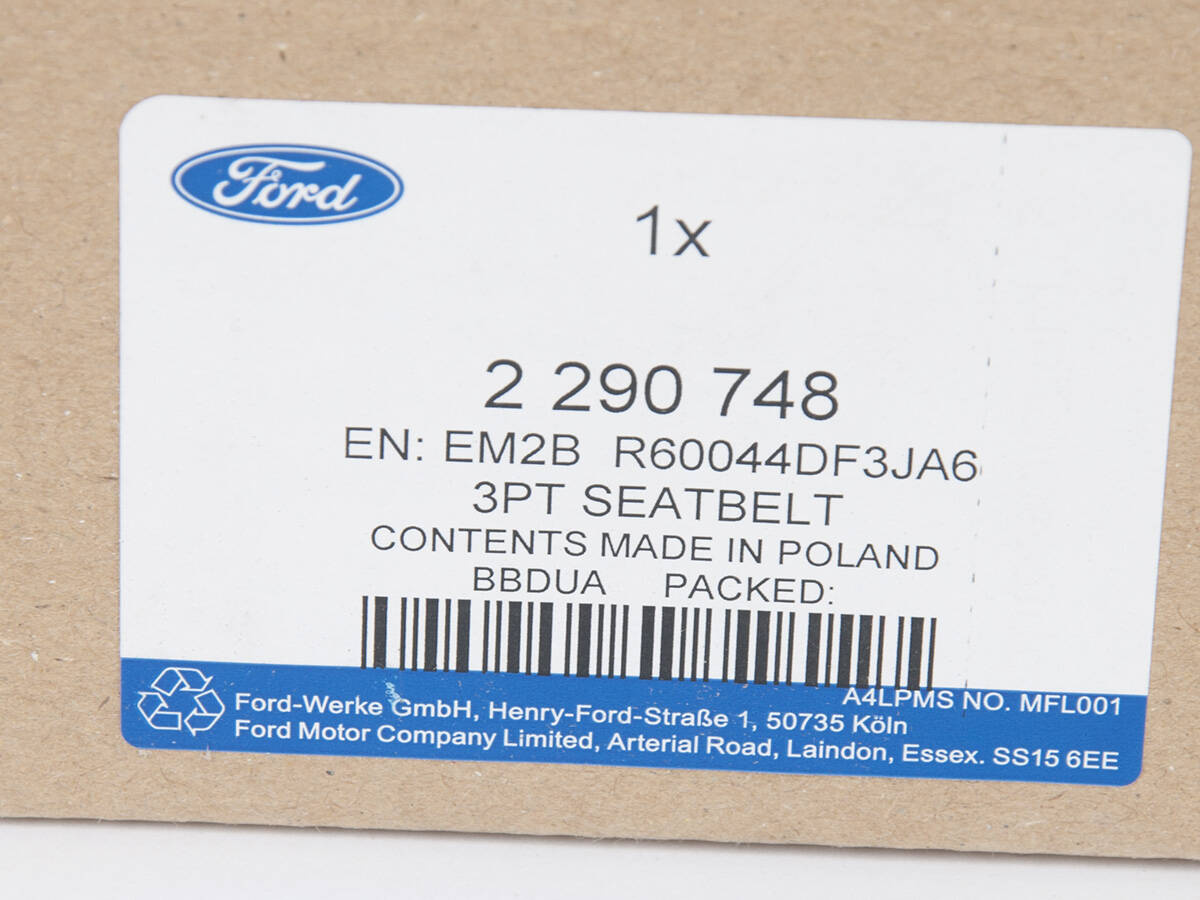 Ford
1x
2 290 748
EN: EM2B R60044DF3JA6
3PT SEATBELT
CONTENTS MADE IN POLAND
BBDUA PACKED:
A4LPMS NO. MFL001
Ford-Werke GmbH, Henry-Ford-Straße 1, 50735 Köln
Ford Motor Company Limited, Arterial Road, Laindon, Essex. SS15 6EE